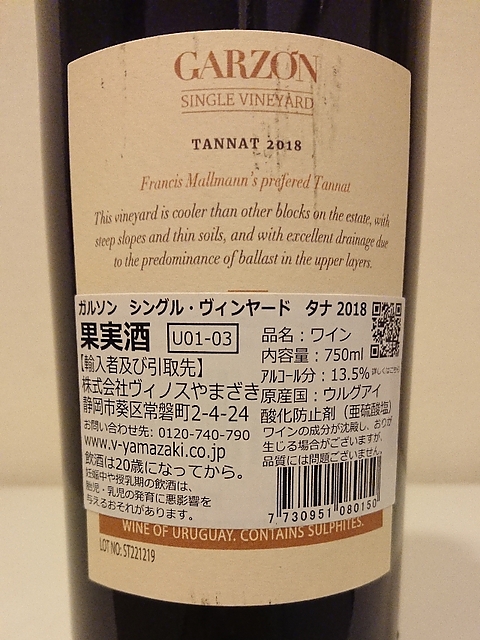 GARZÓN
SINGLE VINEYARD
TANNAT 2018
Francis Mallmann's prefered Tannat
This vineyard is cooler than other blocks on the estate, with
steep slopes and thin soils, and with excellent drainage due
to the predominance of ballast in the upper layers.
ガルソン シングル・ヴィンヤード タナ 2018
果実酒 U01-03
【輸入者及び引取先】
株式会社ヴィノスやまざき
静岡市葵区常磐町2-4-24
お問い合わせ先: 0120-740-790
www.v-yamazaki.co.jp
飲酒は20歳になってから。
妊娠中や授乳期の飲酒は、
胎児・乳児の発育に悪影響を
与えるおそれがあります。
品名：ワイン
内容量：750ml
アルコール分：13.5% 詳しくはこちら
原産国：ウルグアイ
酸化防止剤（亜硫酸塩）
ワインの成分が沈殿し、おりが
生じる場合がございますが、
品質には問題ございません。
7 730951 080150
WINE OF URUGUAY. CONTAINS SULPHITES.
LOT NO: ST221219